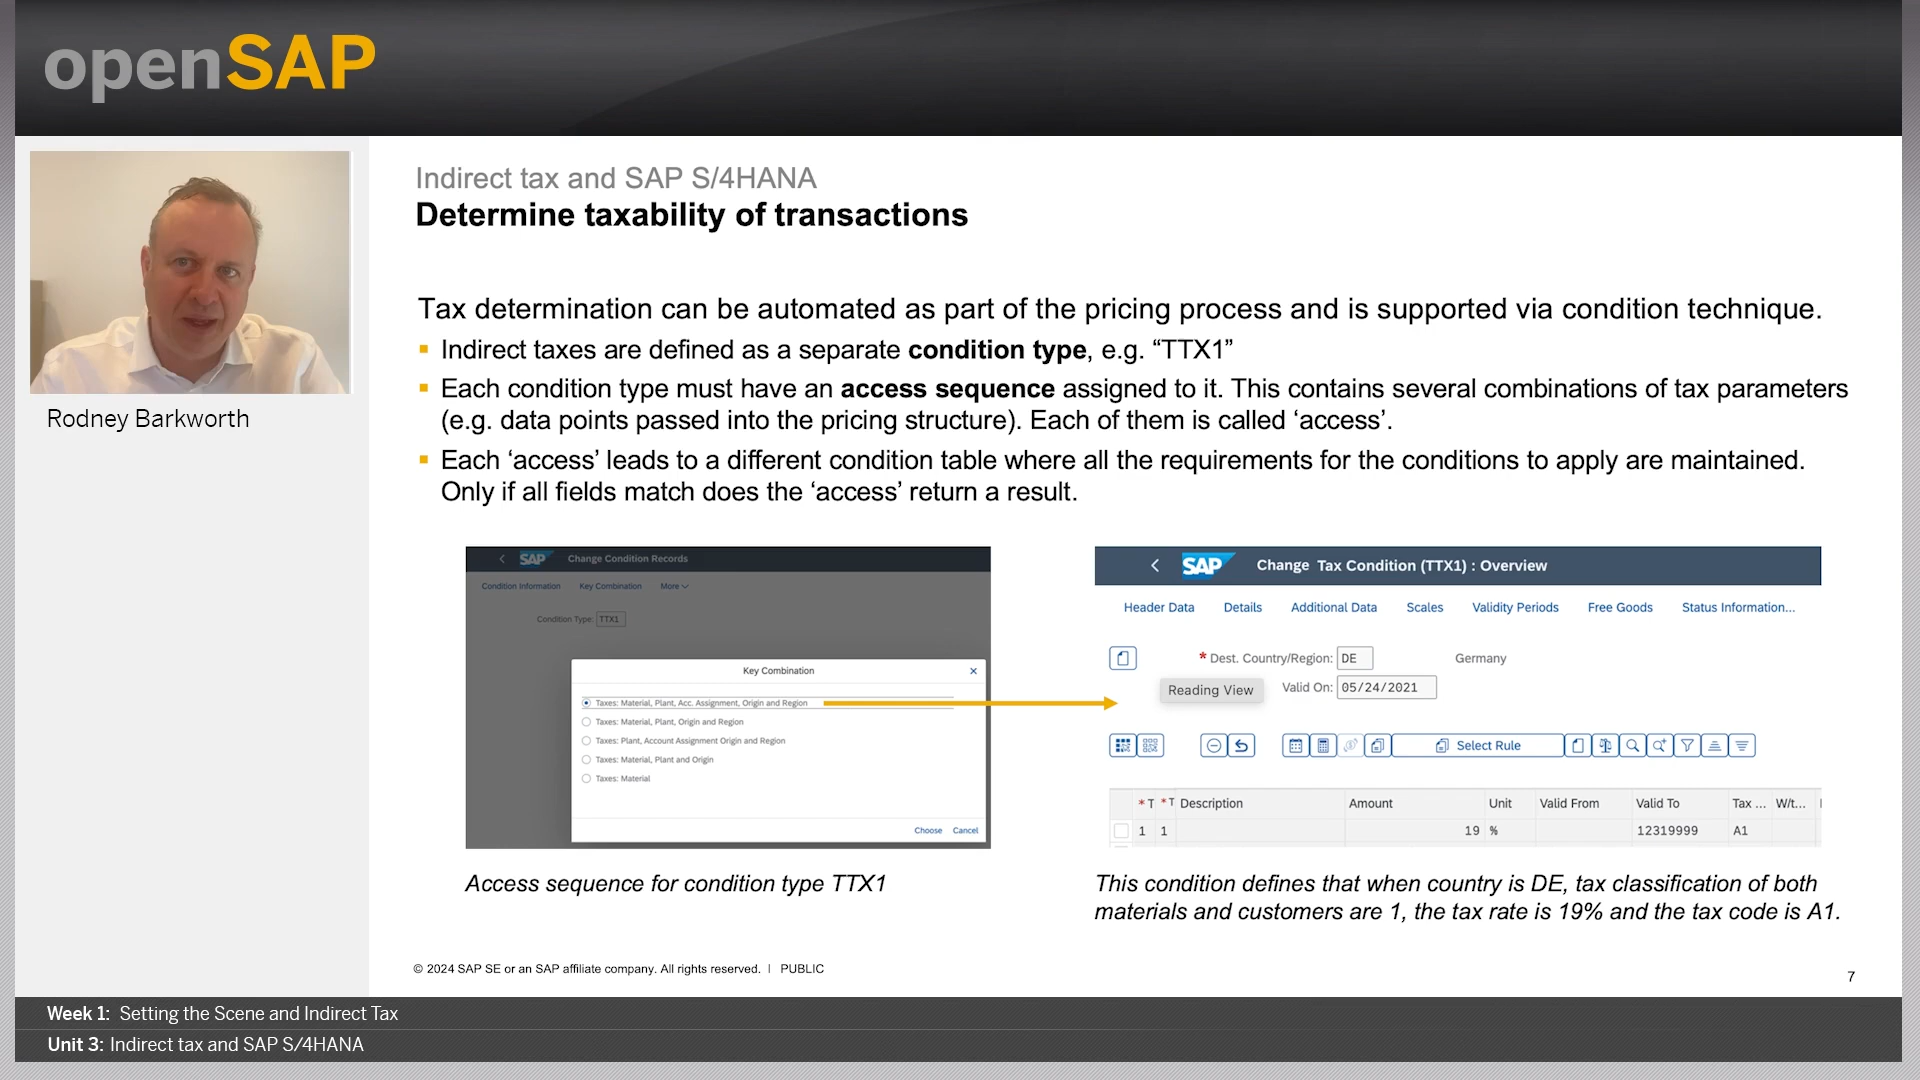 openSAP
Rodney Barkworth
Indirect tax and SAP S/4HANA
Determine taxability of transactions
Tax determination can be automated as part of the pricing process and is supported via condition technique.
Indirect taxes are defined as a separate condition type, e.g. “TTX1”
Each condition type must have an access sequence assigned to it. This contains several combinations of tax parameters
(e.g. data points passed into the pricing structure). Each of them is called ‘access’.
Each ‘access’ leads to a different condition table where all the requirements for the conditions to apply are maintained.
Only if all fields match does the ‘access’ return a result.
SAP Change Condition Records
Condition Information Key Combination More
Condition Type: TTX1
Key Combination
Taxes: Material, Plant, Acc. Assignment, Origin and Region
Taxes: Material, Plant, Origin and Region
Taxes: Plant, Account Assignment Origin and Region
Taxes: Material, Plant and Origin
Taxes: Material
Choose Cancel
Access sequence for condition type TTX1
SAP Change Tax Condition (TTX1) : Overview
Header Data Details Additional Data Scales Validity Periods Free Goods Status Information...
* Dest. Country/Region: DE Germany
Reading View
Valid On: 05/24/2021
Select Rule
* T * T Description Amount Unit Valid From Valid To Tax ... W/t...
1 1 19 % 12319999 A1
This condition defines that when country is DE, tax classification of both
materials and customers are 1, the tax rate is 19% and the tax code is A1.
© 2024 SAP SE or an SAP affiliate company. All rights reserved. | PUBLIC
7
Week 1: Setting the Scene and Indirect Tax
Unit 3: Indirect tax and SAP S/4HANA